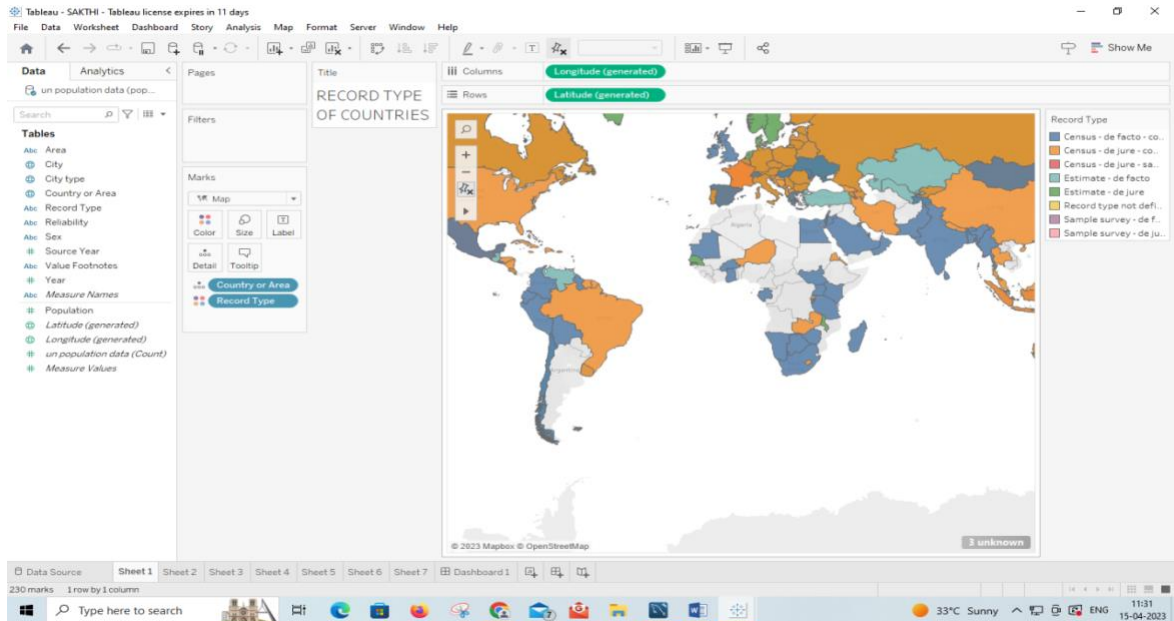 Tableau - SAKTHI - Tableau license expires in 11 days
File Data Worksheet Dashboard Story Analysis Map Format Server Window Help
Show Me
Data Analytics
un population data (pop...
Search
Tables
Abc Area
City
City type
Country or Area
Abc Record Type
Abc Reliability
Abc Sex
# Source Year
Abc Value Footnotes
# Year
Abc Measure Names
# Population
Latitude (generated)
Longitude (generated)
# un population data (Count)
# Measure Values
Pages
Filters
Marks
Map
Color Size Label
Detail Tooltip
Country or Area
Record Type
Title
RECORD TYPE
OF COUNTRIES
Columns Longitude (generated)
Rows Latitude (generated)
Algeria
Argentina
© 2023 Mapbox © OpenStreetMap
3 unknown
Record Type
Census - de facto - co..
Census - de jure - co..
Census - de jure - sa..
Estimate - de facto
Estimate - de jure
Record type not defi..
Sample survey - de f..
Sample survey - de ju..
Data Source Sheet 1 Sheet 2 Sheet 3 Sheet 4 Sheet 5 Sheet 6 Sheet 7 Dashboard 1
230 marks 1 row by 1 column
Type here to search
33°C Sunny ENG 11:31
15-04-2023